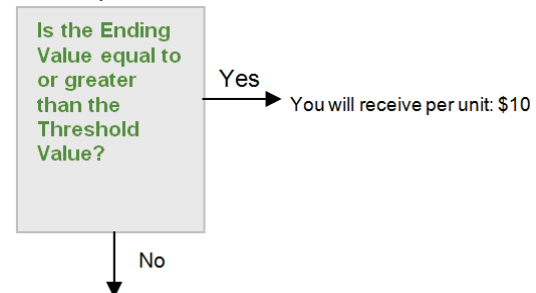 Is the Ending
Value equal to
or greater
than the
Threshold
Value?
Yes
You will receive per unit: $10
No